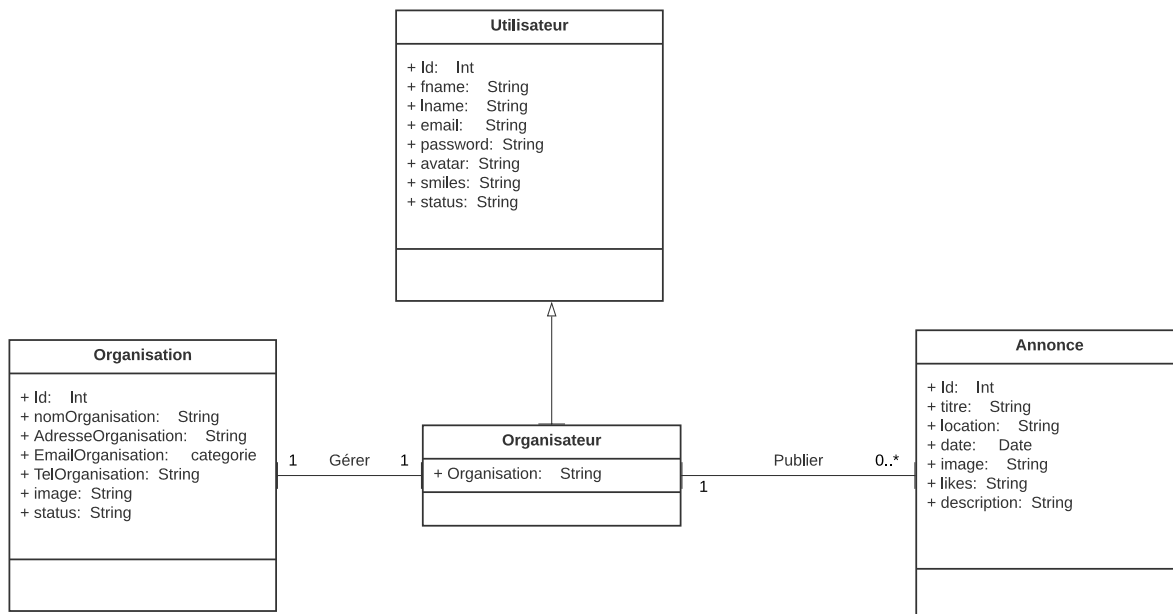 Utilisateur
+ Id: Int
+ fname: String
+ lname: String
+ email: String
+ password: String
+ avatar: String
+ smiles: String
+ status: String
Organisation
+ Id: Int
+ nomOrganisation: String
+ AdresseOrganisation: String
+ EmailOrganisation: categorie
+ TelOrganisation: String
+ image: String
+ status: String
1 Gérer 1
Organisateur
+ Organisation: String
Publier 0..*
1
Annonce
+ Id: Int
+ titre: String
+ location: String
+ date: Date
+ image: String
+ likes: String
+ description: String